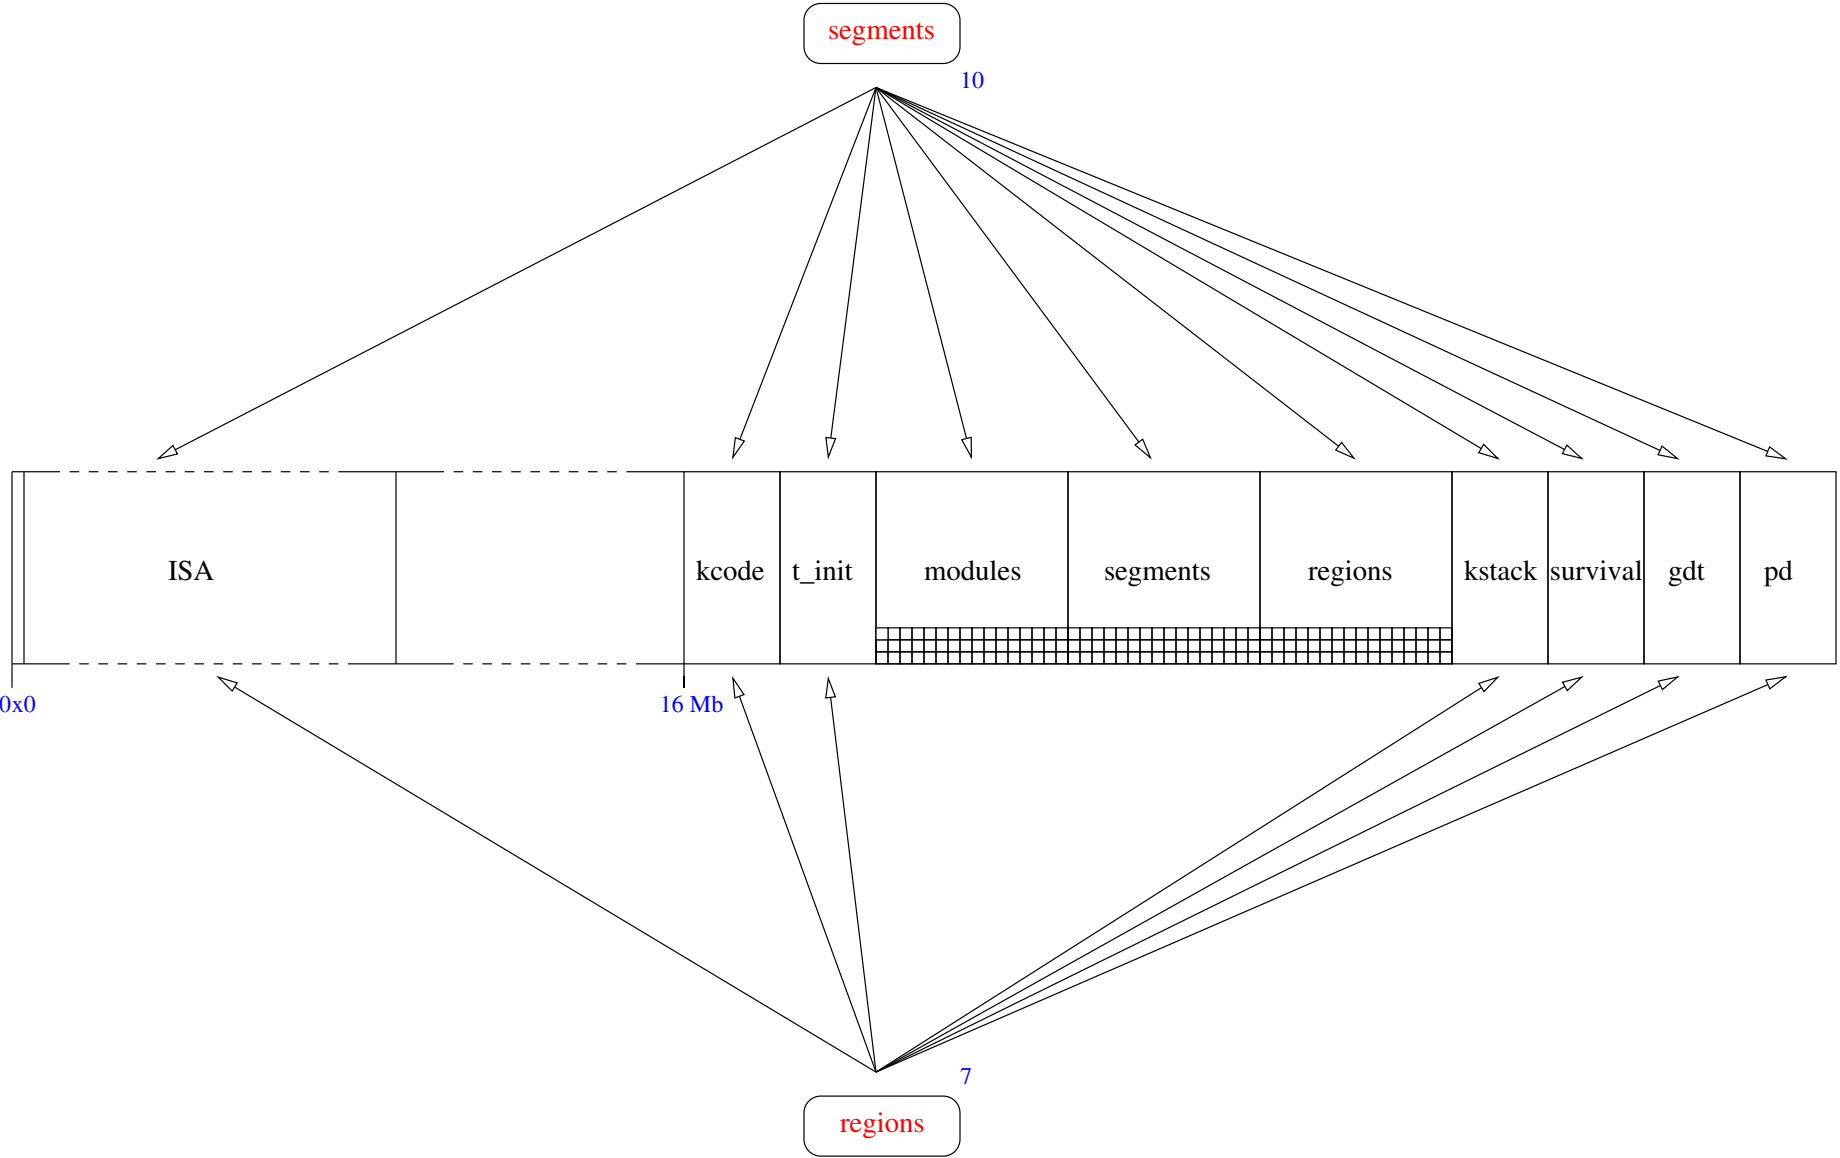 segments
10
ISA
kcode
t_init
modules
segments
regions
kstack
survival
gdt
pd
0x0
16 Mb
7
regions